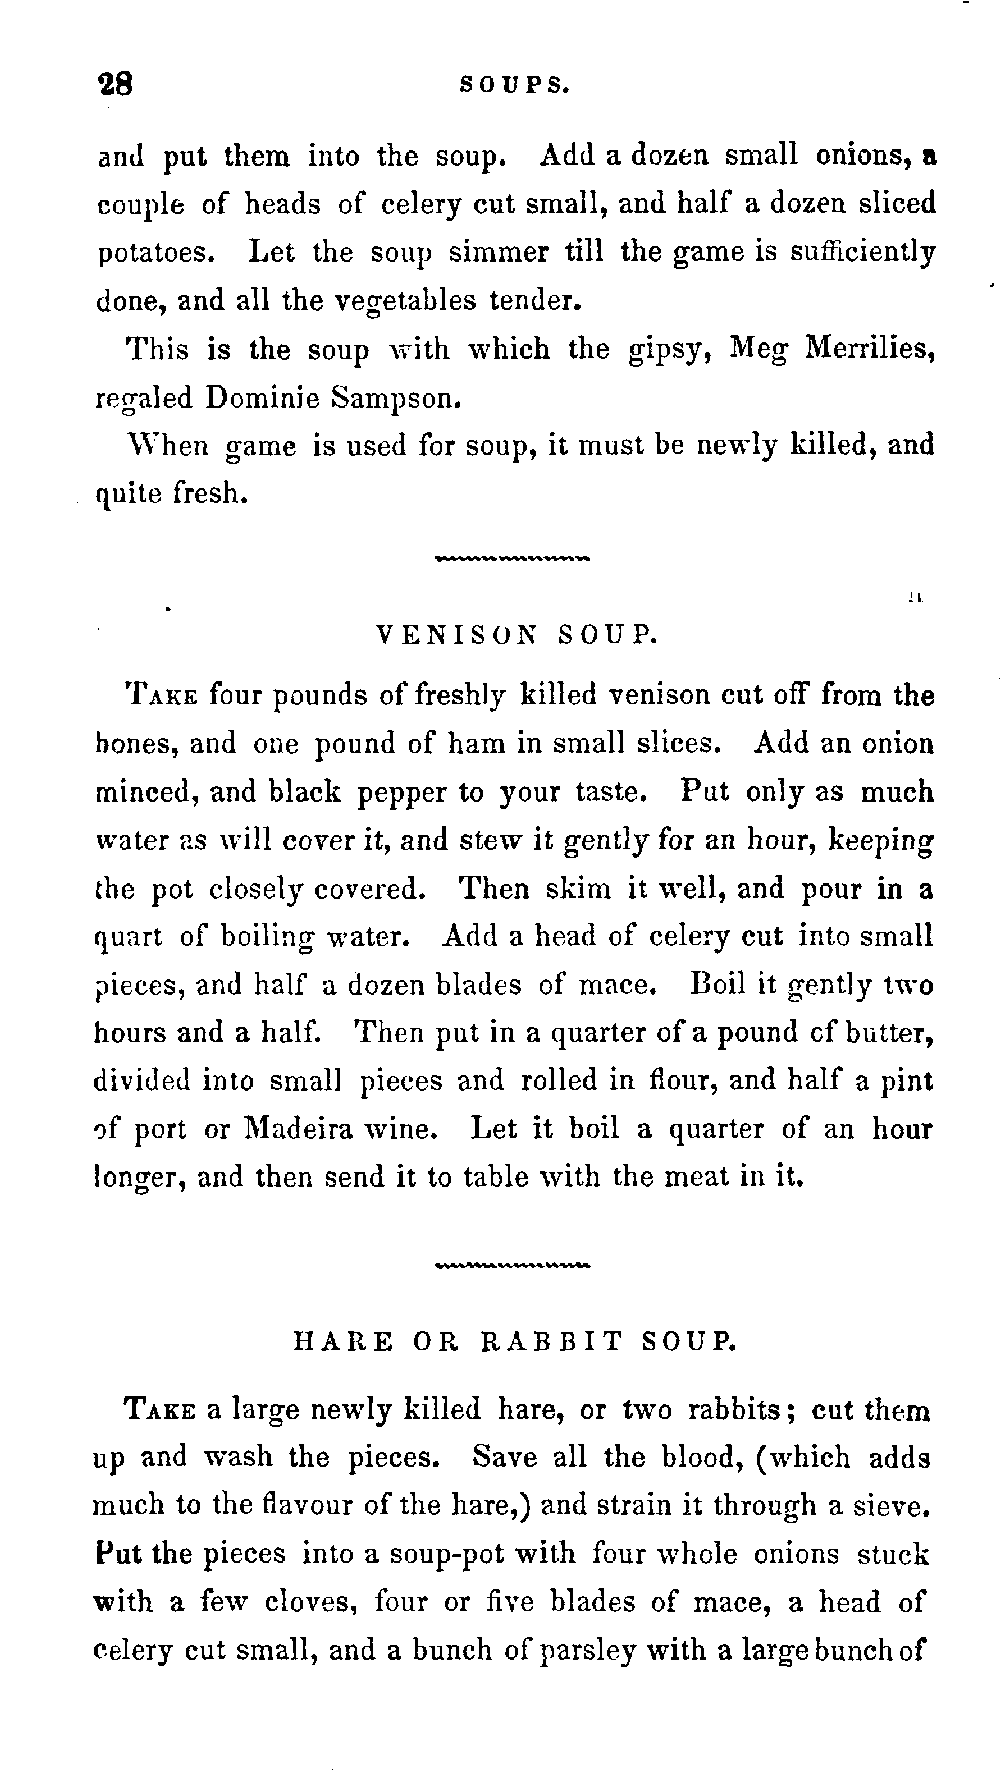 28 SOUPS.
and put them into the soup. Add a dozen small onions, a
couple of heads of celery cut small, and half a dozen sliced
potatoes. Let the soup simmer till the game is sufficiently
done, and all the vegetables tender.
This is the soup with which the gipsy, Meg Merrilies,
regaled Dominie Sampson.
When game is used for soup, it must be newly killed, and
quite fresh.
VENISON SOUP.
TAKE four pounds of freshly killed venison cut off from the
bones, and one pound of ham in small slices. Add an onion
minced, and black pepper to your taste. Put only as much
water as will cover it, and stew it gently for an hour, keeping
the pot closely covered. Then skim it well, and pour in a
quart of boiling water. Add a head of celery cut into small
pieces, and half a dozen blades of mace. Boil it gently two
hours and a half. Then put in a quarter of a pound of butter,
divided into small pieces and rolled in flour, and half a pint
of port or Madeira wine. Let it boil a quarter of an hour
longer, and then send it to table with the meat in it.
HARE OR RABBIT SOUP.
TAKE a large newly killed hare, or two rabbits; cut them
up and wash the pieces. Save all the blood, (which adds
much to the flavour of the hare,) and strain it through a sieve.
Put the pieces into a soup-pot with four whole onions stuck
with a few cloves, four or five blades of mace, a head of
celery cut small, and a bunch of parsley with a large bunch of